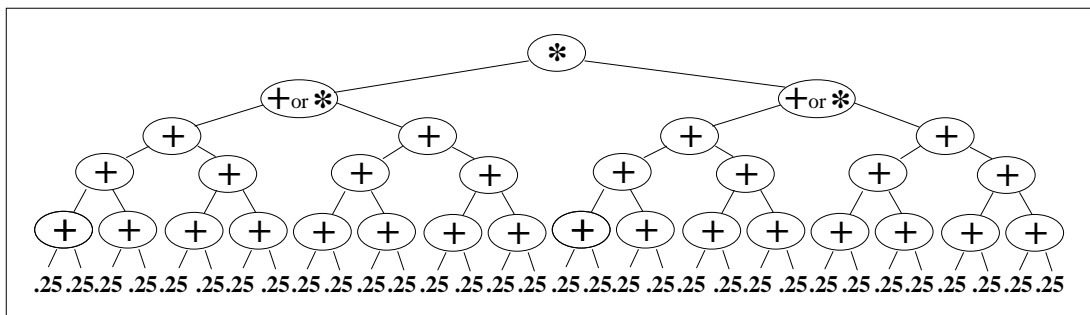 *
+or * +or *
+ + + +
+ + + + + + + +
+ + + + + + + + + + + + + + + +
.25 .25 .25 .25 .25 .25 .25 .25 .25 .25 .25 .25 .25 .25 .25 .25 .25 .25 .25 .25 .25 .25 .25 .25 .25 .25 .25 .25 .25 .25 .25 .25